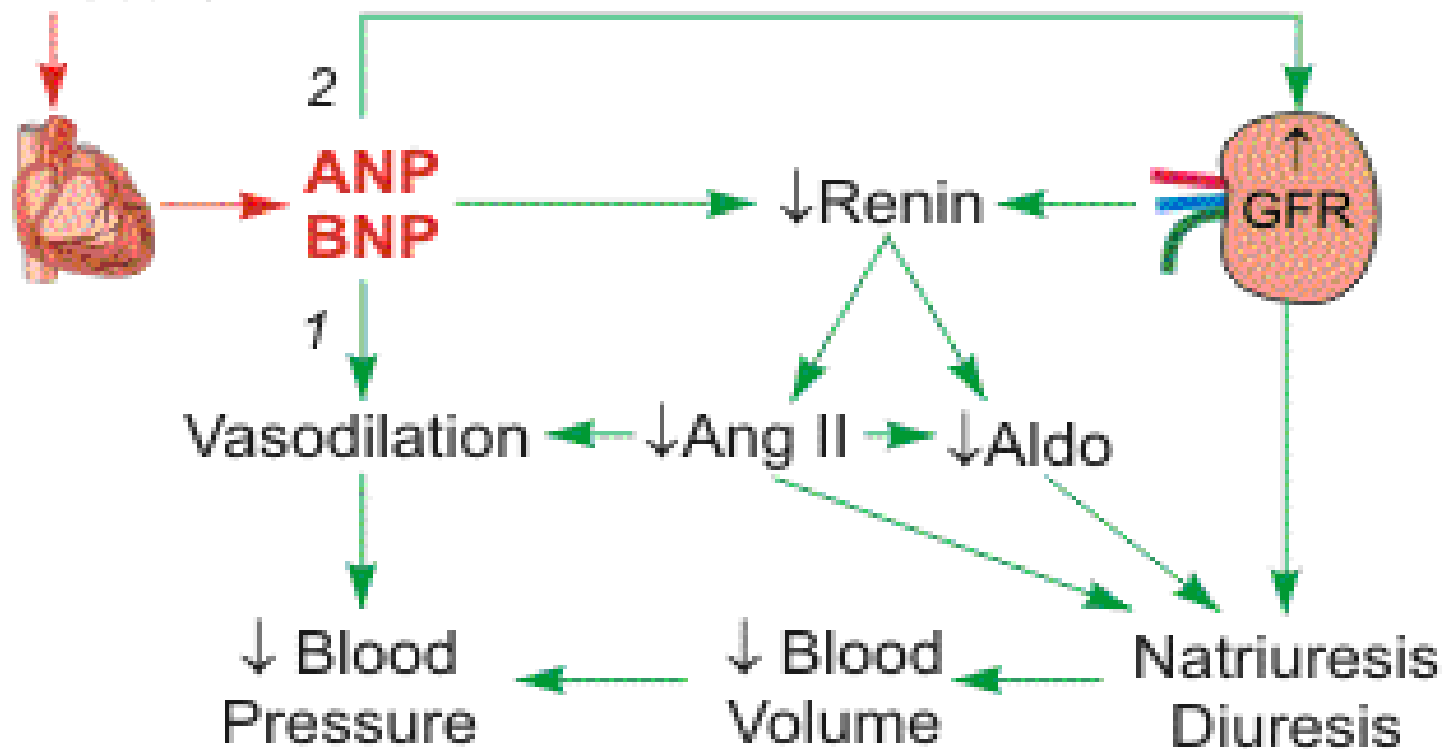 2
ANP
BNP
↓Renin
↑
GFR
1
Vasodilation
↓Ang II
↓Aldo
↓ Blood
Pressure
↓ Blood
Volume
Natriuresis
Diuresis